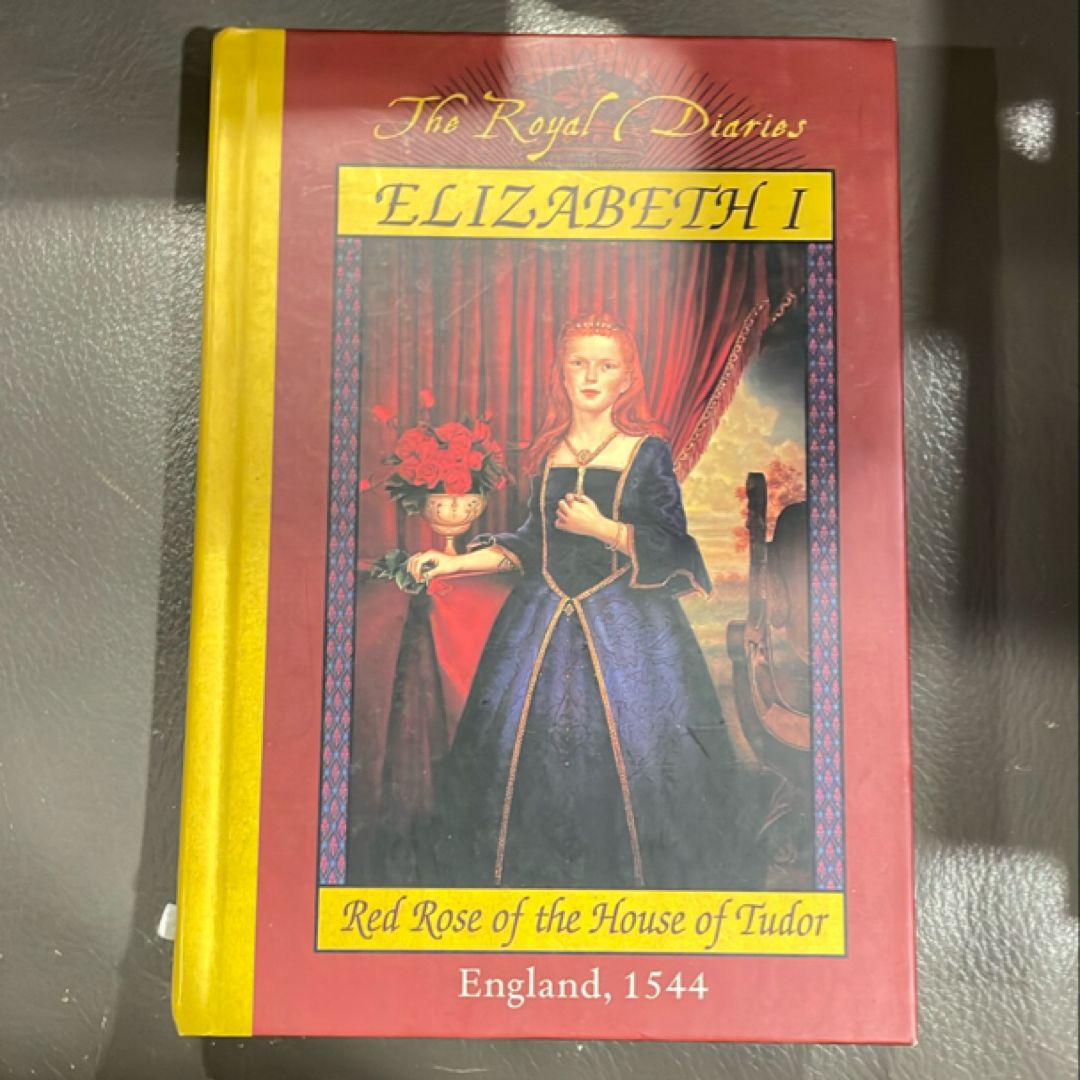 The Royal Diaries
ELIZABETH I
Red Rose of the House of Tudor
England, 1544